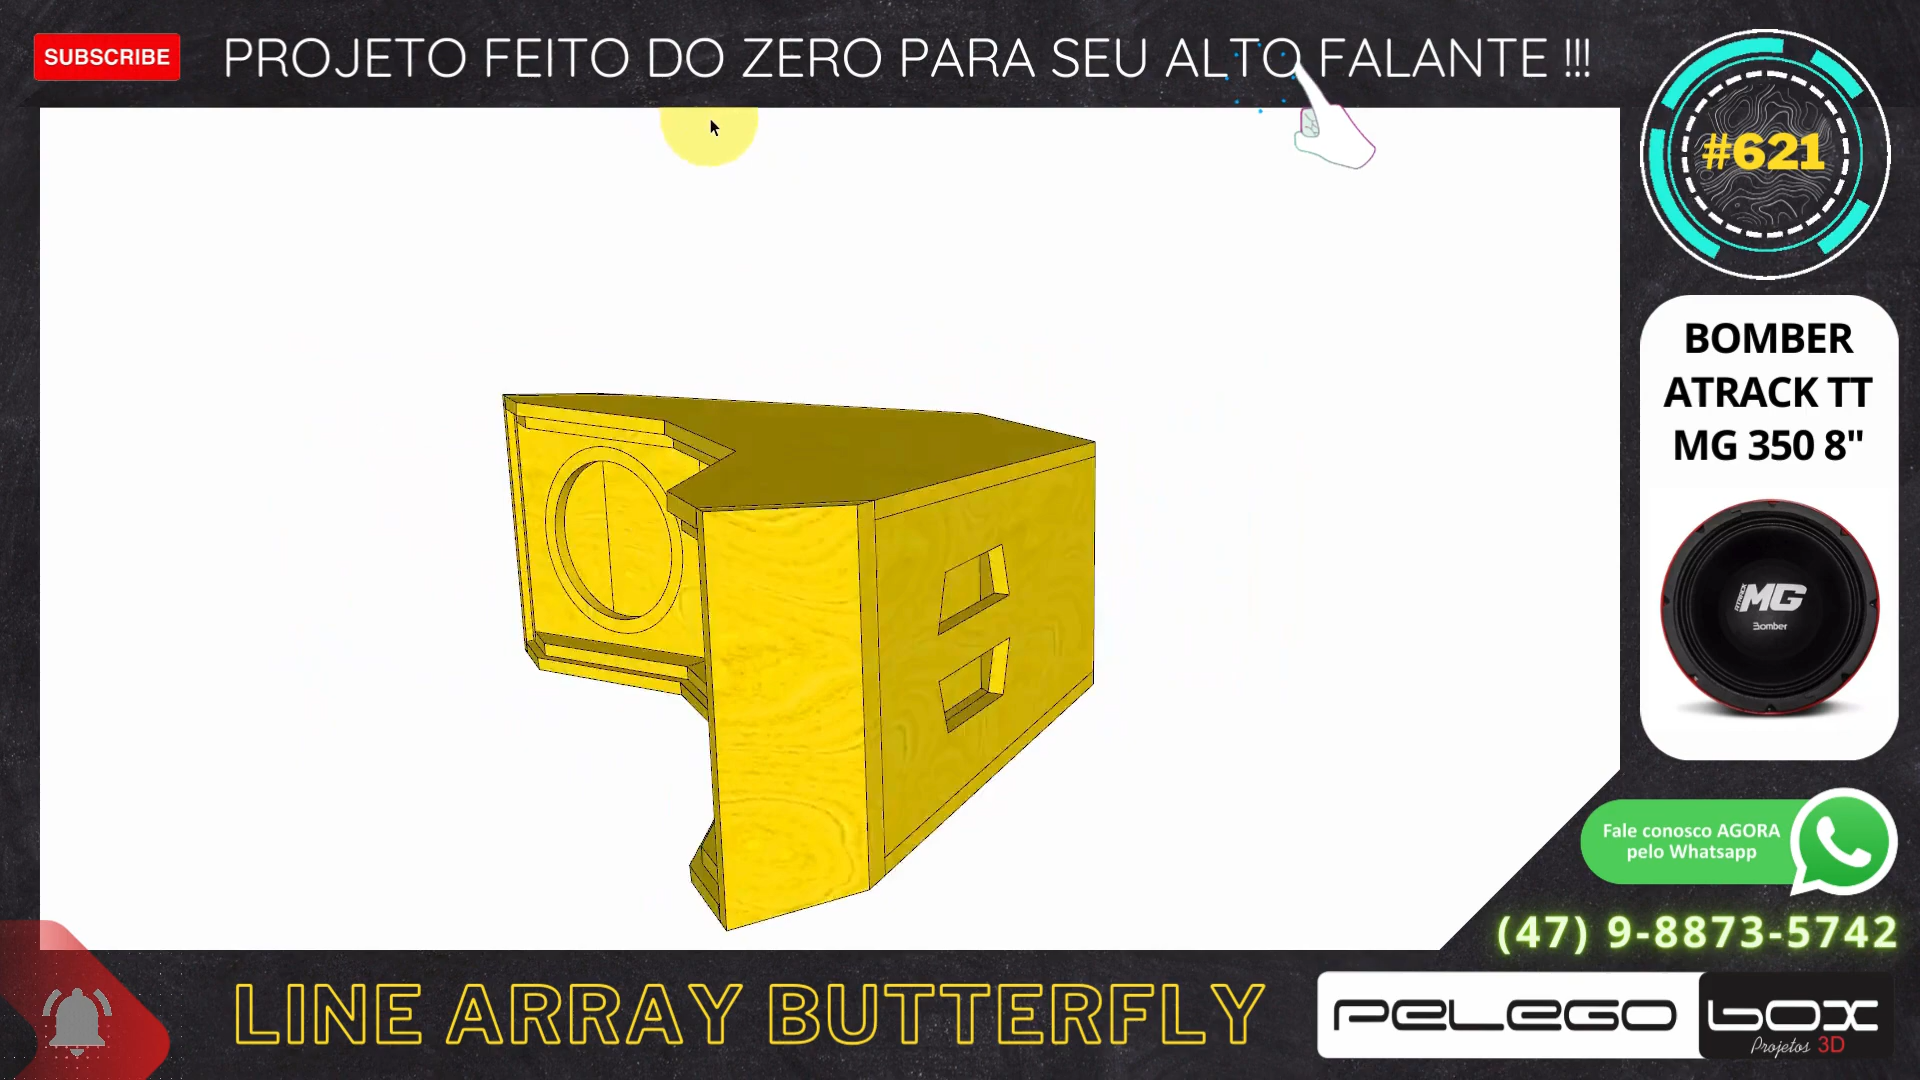 SUBSCRIBE
PROJETO FEITO DO ZERO PARA SEU ALTO FALANTE !!!
#621
BOMBER
ATRACK TT
MG 350 8"
MG
Bomber
Fale conosco AGORA
pelo Whatsapp
(47) 9-8873-5742
LINE ARRAY BUTTERFLY
PELEGO BOX
Projetos 3D